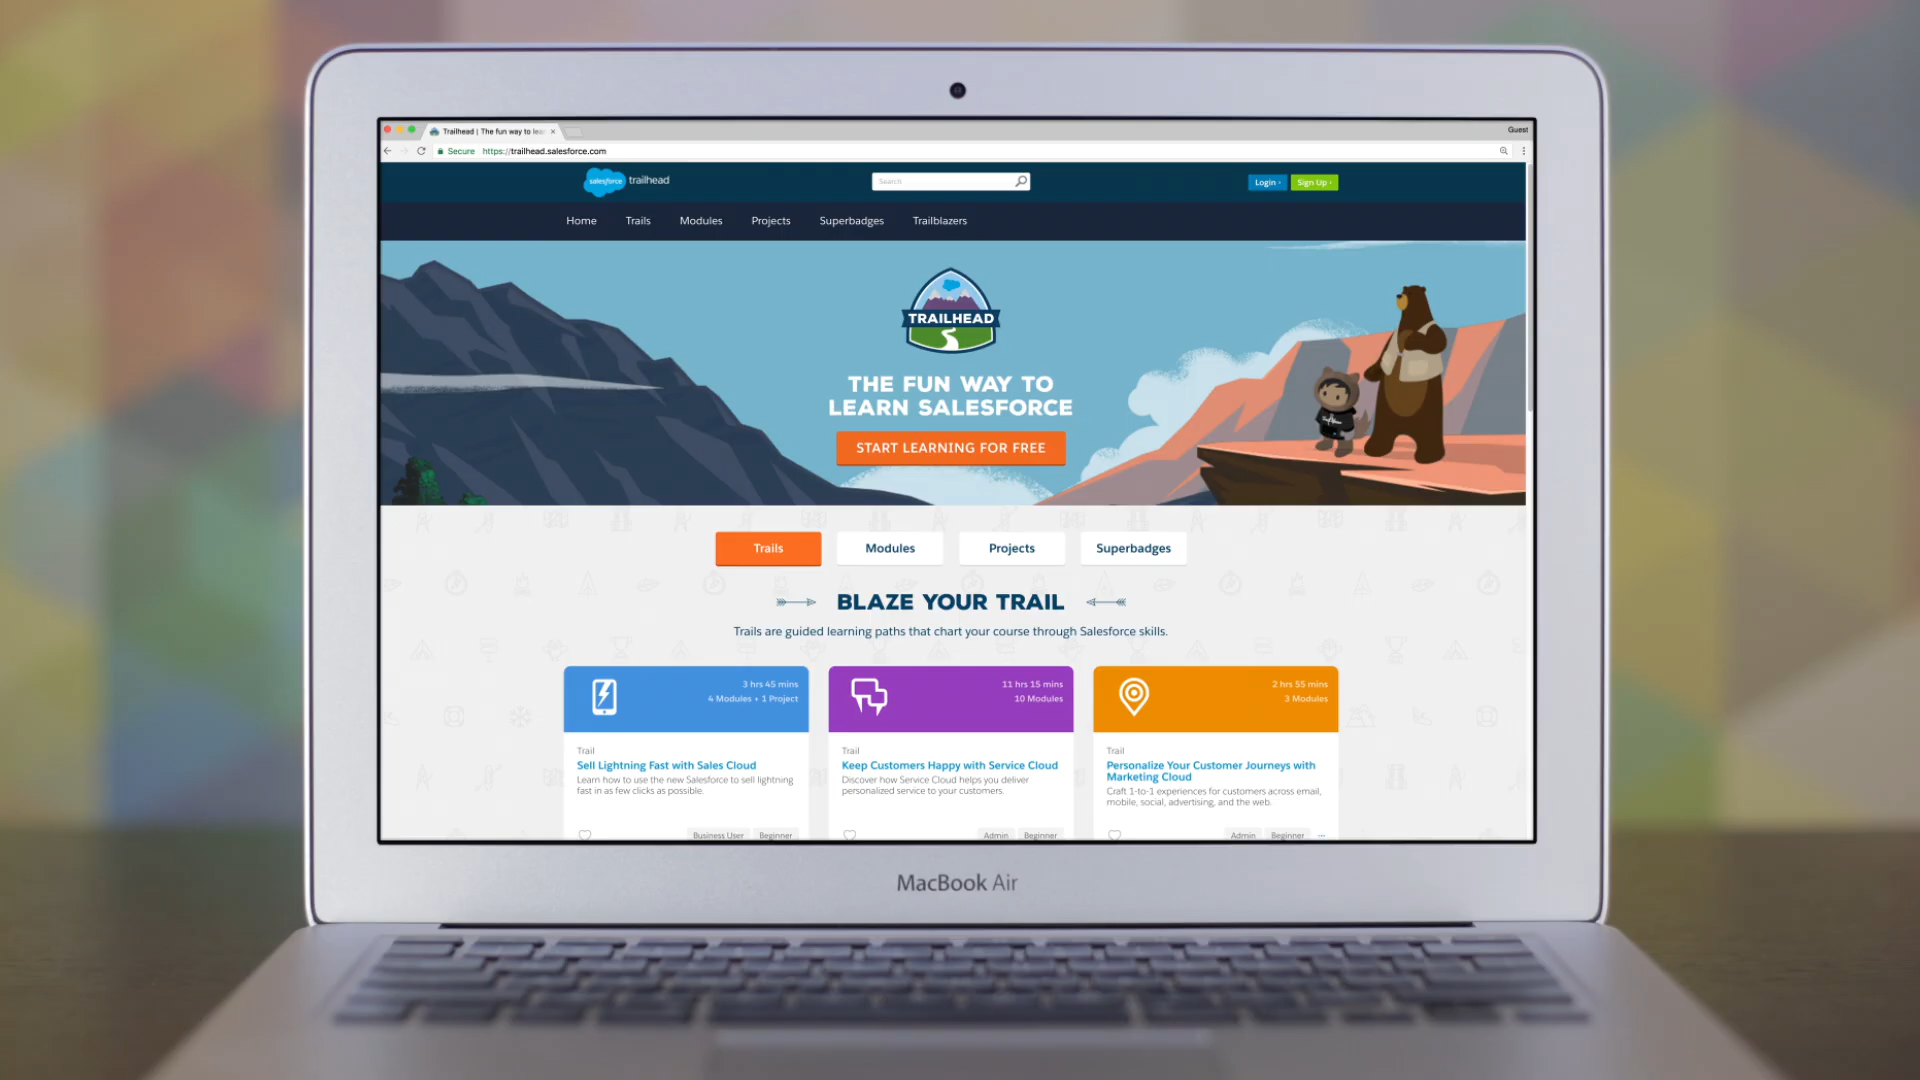 Trailhead | The fun way to lea
Guest
Secure https://trailhead.salesforce.com
salesforce trailhead
Search
Login ›
Sign Up ›
Home Trails Modules Projects Superbadges Trailblazers
TRAILHEAD
THE FUN WAY TO
LEARN SALESFORCE
START LEARNING FOR FREE
Trails Modules Projects Superbadges
BLAZE YOUR TRAIL
Trails are guided learning paths that chart your course through Salesforce skills.
3 hrs 45 mins
4 Modules + 1 Project
Trail
Sell Lightning Fast with Sales Cloud
Learn how to use the new Salesforce to sell lightning
fast in as few clicks as possible.
Business User Beginner
11 hrs 15 mins
10 Modules
Trail
Keep Customers Happy with Service Cloud
Discover how Service Cloud helps you deliver
personalized service to your customers.
Admin Beginner
2 hrs 55 mins
3 Modules
Trail
Personalize Your Customer Journeys with
Marketing Cloud
Craft 1-to-1 experiences for customers across email,
mobile, social, advertising, and the web.
Admin Beginner ...
MacBook Air